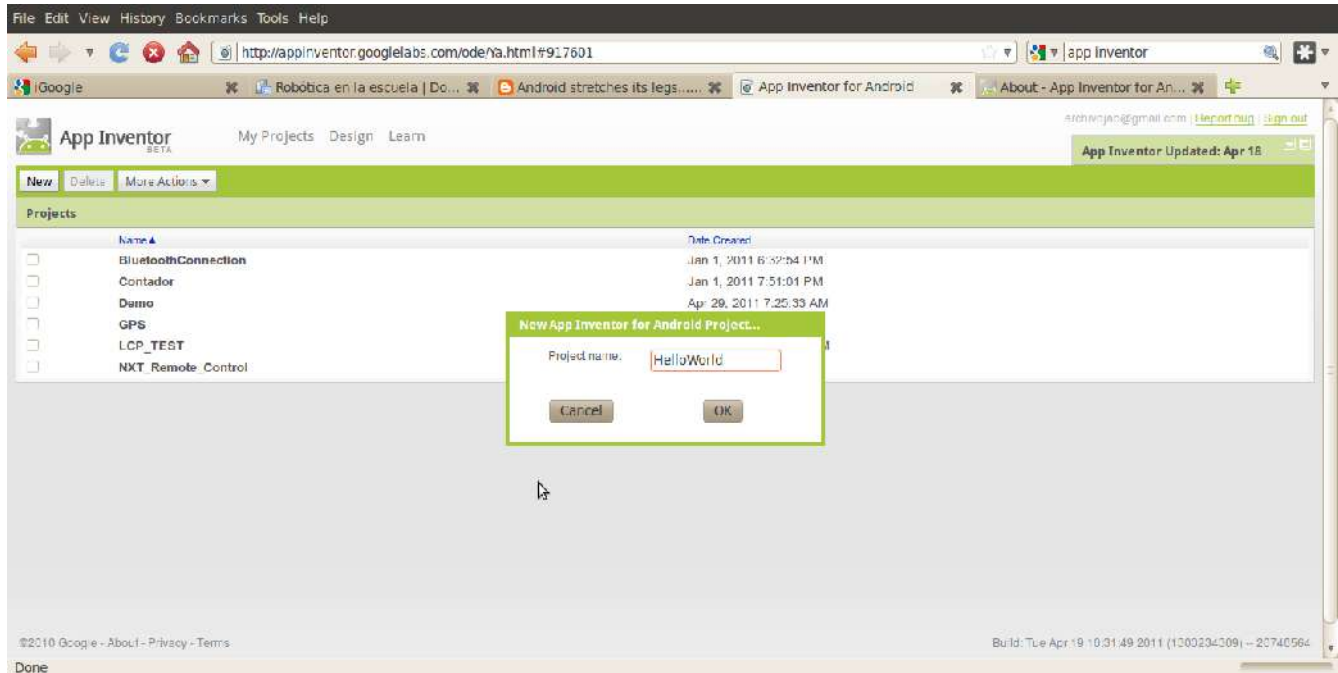 File Edit View History Bookmarks Tools Help
http://appinventor.googlelabs.com/ode/Ya.html#917601
app inventor
iGoogle
Robótica en la escuela | Do...
Android stretches its legs......
App Inventor for Android
About - App Inventor for An...
@gmail.com | Report bug | Sign out
App Inventor
BETA
My Projects Design Learn
App Inventor Updated: Apr 18
New Delete More Actions
Projects
Name Date Created
BluetoothConnection Jan 1, 2011 6:32:54 PM
Contador Jan 1, 2011 7:51:01 PM
Demo Apr 29, 2011 7:25:33 AM
GPS
LCP_TEST
NXT_Remote_Control
New App Inventor for Android Project...
Project name: HelloWorld
Cancel OK
©2010 Google - About - Privacy - Terms
Build: Tue Apr 19 10:31:49 2011
Done